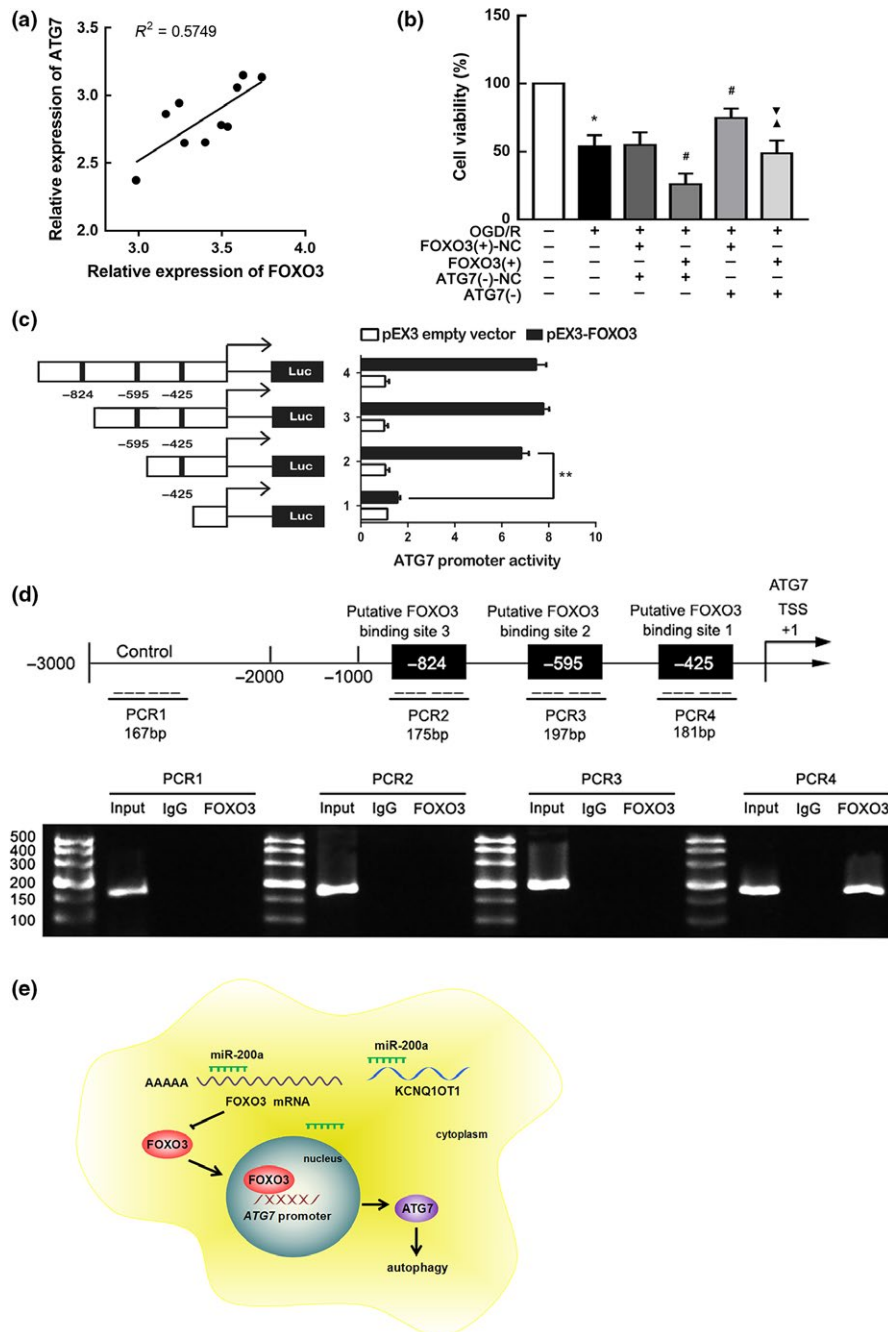 (a)
R² = 0.5749
Relative expression of ATG7
3.5
3.0
2.5
2.0
3.0 3.5 4.0
Relative expression of FOXO3
(b)
Cell viability (%)
150
100
50
0
* # # ▼
▲
OGD/R − + + + + +
FOXO3(+)-NC − − + − + −
FOXO3(+) − − − + − +
ATG7(−)-NC − − + + − −
ATG7(−) − − − − + +
(c)
−824 −595 −425 Luc
−595 −425 Luc
−425 Luc
Luc
pEX3 empty vector pEX3-FOXO3
4
3
2
1
**
0 2 4 6 8 10
ATG7 promoter activity
(d)
Putative FOXO3 binding site 3
Putative FOXO3 binding site 2
Putative FOXO3 binding site 1
ATG7
TSS
+1
−3000 Control −2000 −1000 −824 −595 −425
PCR1 PCR2 PCR3 PCR4
167bp 175bp 197bp 181bp
PCR1 PCR2 PCR3 PCR4
Input IgG FOXO3 Input IgG FOXO3 Input IgG FOXO3 Input IgG FOXO3
500
400
300
200
150
100
(e)
miR-200a
AAAAA
FOXO3 mRNA
miR-200a
KCNQ1OT1
cytoplasm
FOXO3
nucleus
FOXO3
ATG7 promoter
ATG7
autophagy